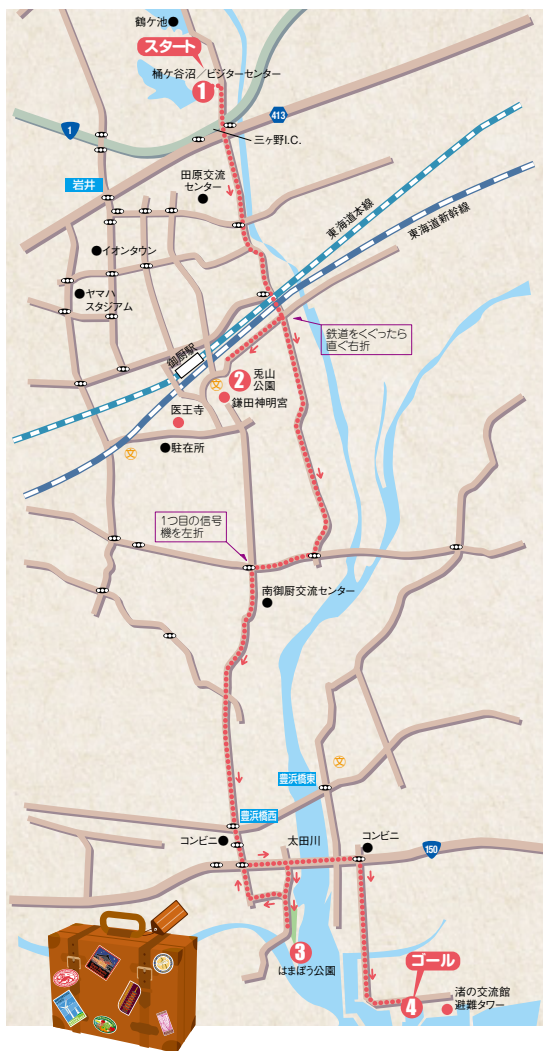 鶴ケ池
スタート
桶ケ谷沼／ビジターセンター
1
413
1
三ヶ野I.C.
岩井
田原交流
センター
東海道本線
東海道新幹線
イオンタウン
ヤマハ
スタジアム
鉄道をくぐったら
直ぐ右折
御厨駅
2
兎山
公園
文
鎌田神明宮
医王寺
駐在所
文
1つ目の信号
機を左折
南御厨交流センター
文
豊浜橋東
豊浜橋西
コンビニ
太田川
コンビニ
150
3
はまぼう公園
ゴール
4
渚の交流館
避難タワー